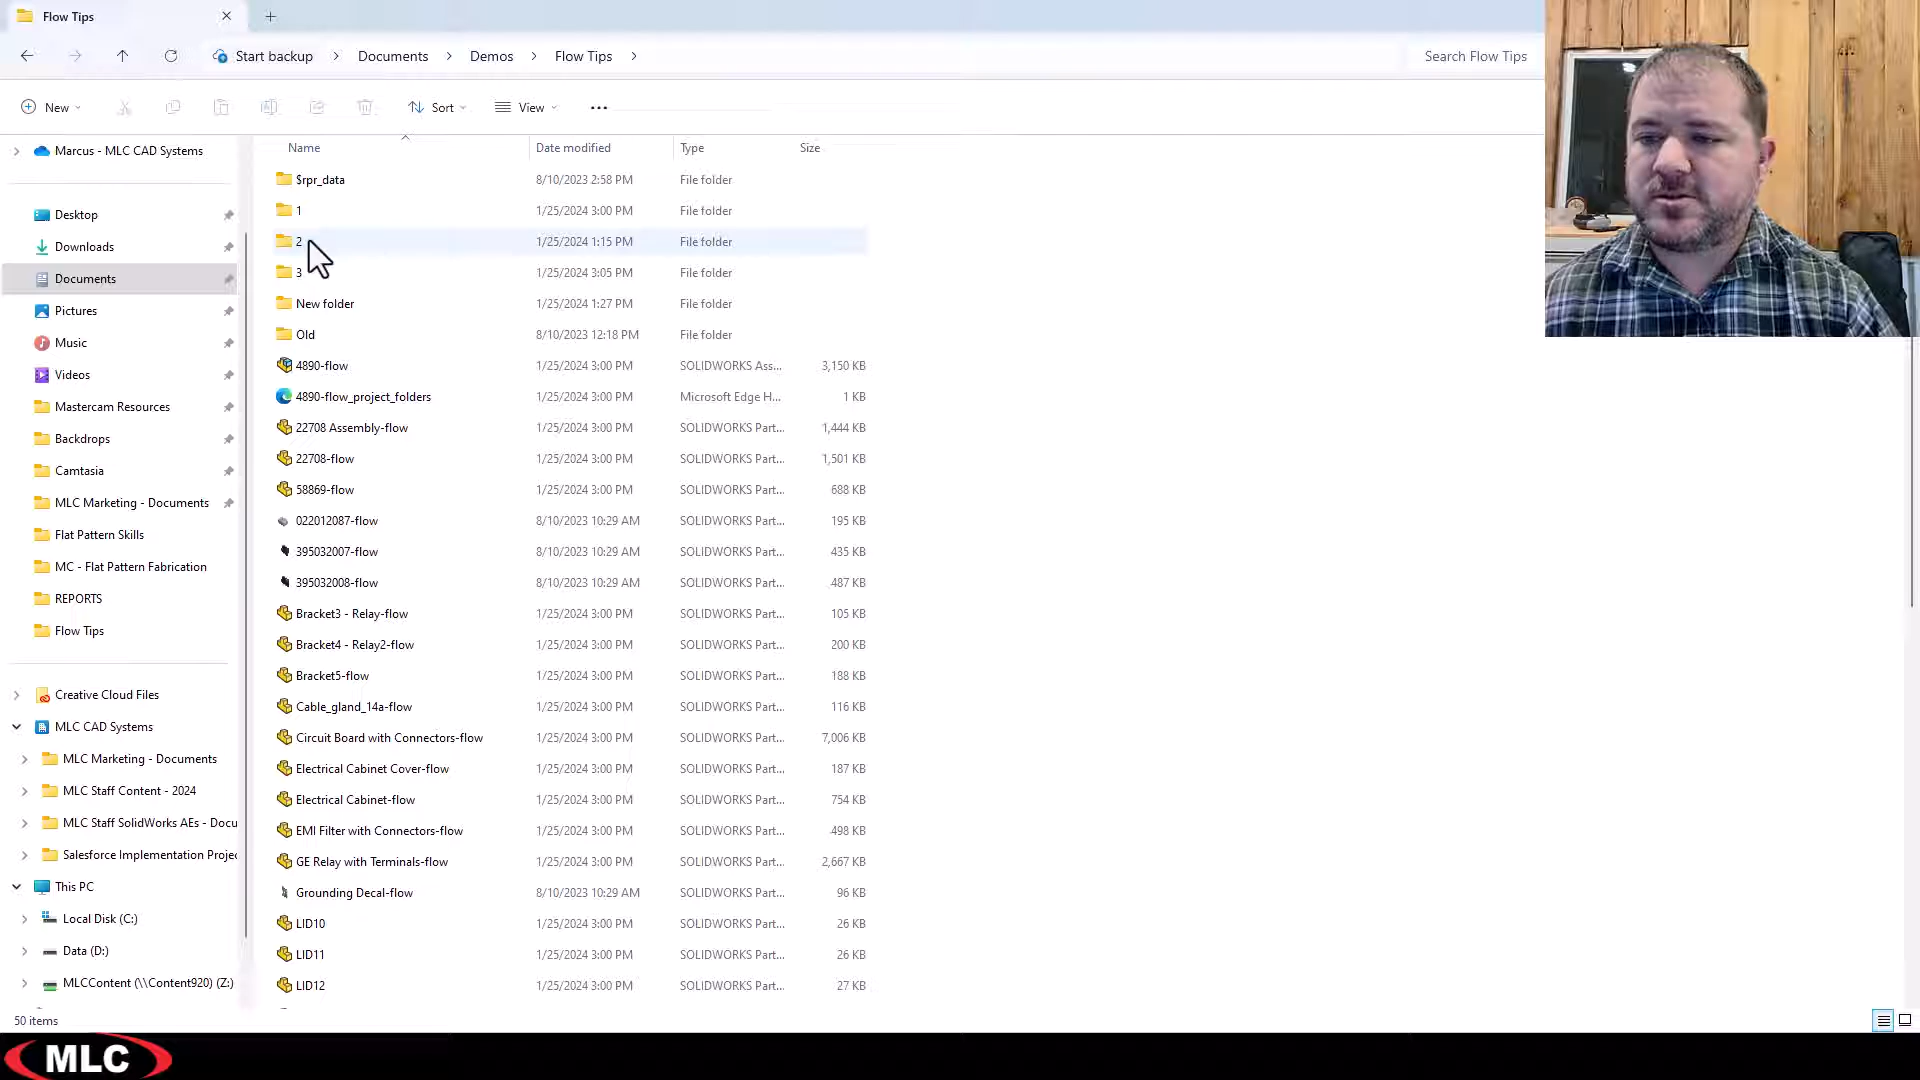 Flow Tips
Start backup > Documents > Demos > Flow Tips >
Search Flow Tips
New
Sort
View
Marcus - MLC CAD Systems
Desktop
Downloads
Documents
Pictures
Music
Videos
Mastercam Resources
Backdrops
Camtasia
MLC Marketing - Documents
Flat Pattern Skills
MC - Flat Pattern Fabrication
REPORTS
Flow Tips
Creative Cloud Files
MLC CAD Systems
MLC Marketing - Documents
MLC Staff Content - 2024
MLC Staff SolidWorks AEs - Docu
Salesforce Implementation Projec
This PC
Local Disk (C:)
Data (D:)
MLCContent (\\Content920) (Z:)
Name Date modified Type Size
$rpr_data 8/10/2023 2:58 PM File folder
1 1/25/2024 3:00 PM File folder
2 1/25/2024 1:15 PM File folder
3 1/25/2024 3:05 PM File folder
New folder 1/25/2024 1:27 PM File folder
Old 8/10/2023 12:18 PM File folder
4890-flow 1/25/2024 3:00 PM SOLIDWORKS Ass... 3,150 KB
4890-flow_project_folders 1/25/2024 3:00 PM Microsoft Edge H... 1 KB
22708 Assembly-flow 1/25/2024 3:00 PM SOLIDWORKS Part... 1,444 KB
22708-flow 1/25/2024 3:00 PM SOLIDWORKS Part... 1,501 KB
58869-flow 1/25/2024 3:00 PM SOLIDWORKS Part... 688 KB
022012087-flow 8/10/2023 10:29 AM SOLIDWORKS Part... 195 KB
395032007-flow 8/10/2023 10:29 AM SOLIDWORKS Part... 435 KB
395032008-flow 8/10/2023 10:29 AM SOLIDWORKS Part... 487 KB
Bracket3 - Relay-flow 1/25/2024 3:00 PM SOLIDWORKS Part... 105 KB
Bracket4 - Relay2-flow 1/25/2024 3:00 PM SOLIDWORKS Part... 200 KB
Bracket5-flow 1/25/2024 3:00 PM SOLIDWORKS Part... 188 KB
Cable_gland_14a-flow 1/25/2024 3:00 PM SOLIDWORKS Part... 116 KB
Circuit Board with Connectors-flow 1/25/2024 3:00 PM SOLIDWORKS Part... 7,006 KB
Electrical Cabinet Cover-flow 1/25/2024 3:00 PM SOLIDWORKS Part... 187 KB
Electrical Cabinet-flow 1/25/2024 3:00 PM SOLIDWORKS Part... 754 KB
EMI Filter with Connectors-flow 1/25/2024 3:00 PM SOLIDWORKS Part... 498 KB
GE Relay with Terminals-flow 1/25/2024 3:00 PM SOLIDWORKS Part... 2,667 KB
Grounding Decal-flow 8/10/2023 10:29 AM SOLIDWORKS Part... 96 KB
LID10 1/25/2024 3:00 PM SOLIDWORKS Part... 26 KB
LID11 1/25/2024 3:00 PM SOLIDWORKS Part... 26 KB
LID12 1/25/2024 3:00 PM SOLIDWORKS Part... 27 KB
50 items
MLC